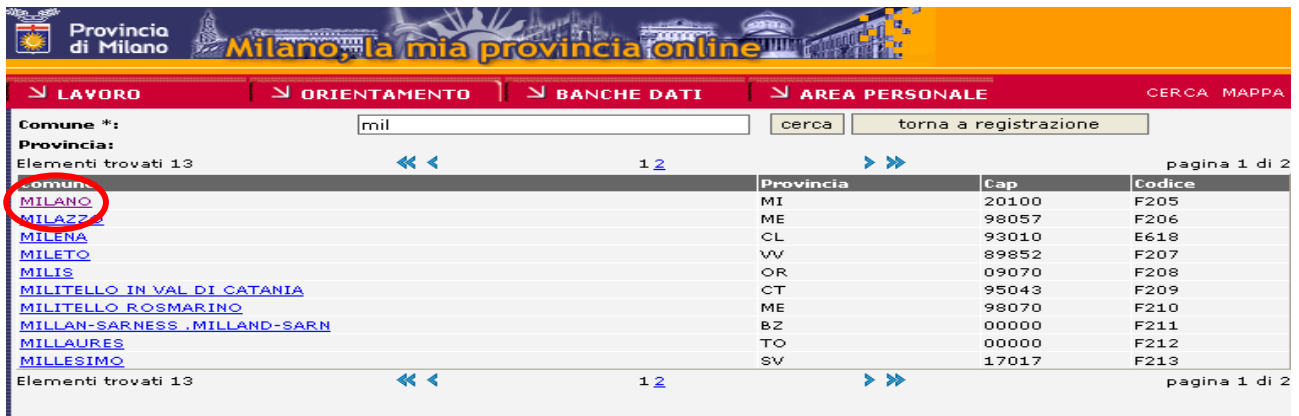 Provincia
di Milano
Milano, la mia provincia online
LAVORO ORIENTAMENTO BANCHE DATI AREA PERSONALE CERCA MAPPA
Comune *: mil cerca torna a registrazione
Provincia:
Elementi trovati 13 1 2 pagina 1 di 2
Comune Provincia Cap Codice
MILANO MI 20100 F205
MILAZZO ME 98057 F206
MILENA CL 93010 E618
MILETO VV 89852 F207
MILIS OR 09070 F208
MILITELLO IN VAL DI CATANIA CT 95043 F209
MILITELLO ROSMARINO ME 98070 F210
MILLAN-SARNESS .MILLAND-SARN BZ 00000 F211
MILLAURES TO 00000 F212
MILLESIMO SV 17017 F213
Elementi trovati 13 1 2 pagina 1 di 2